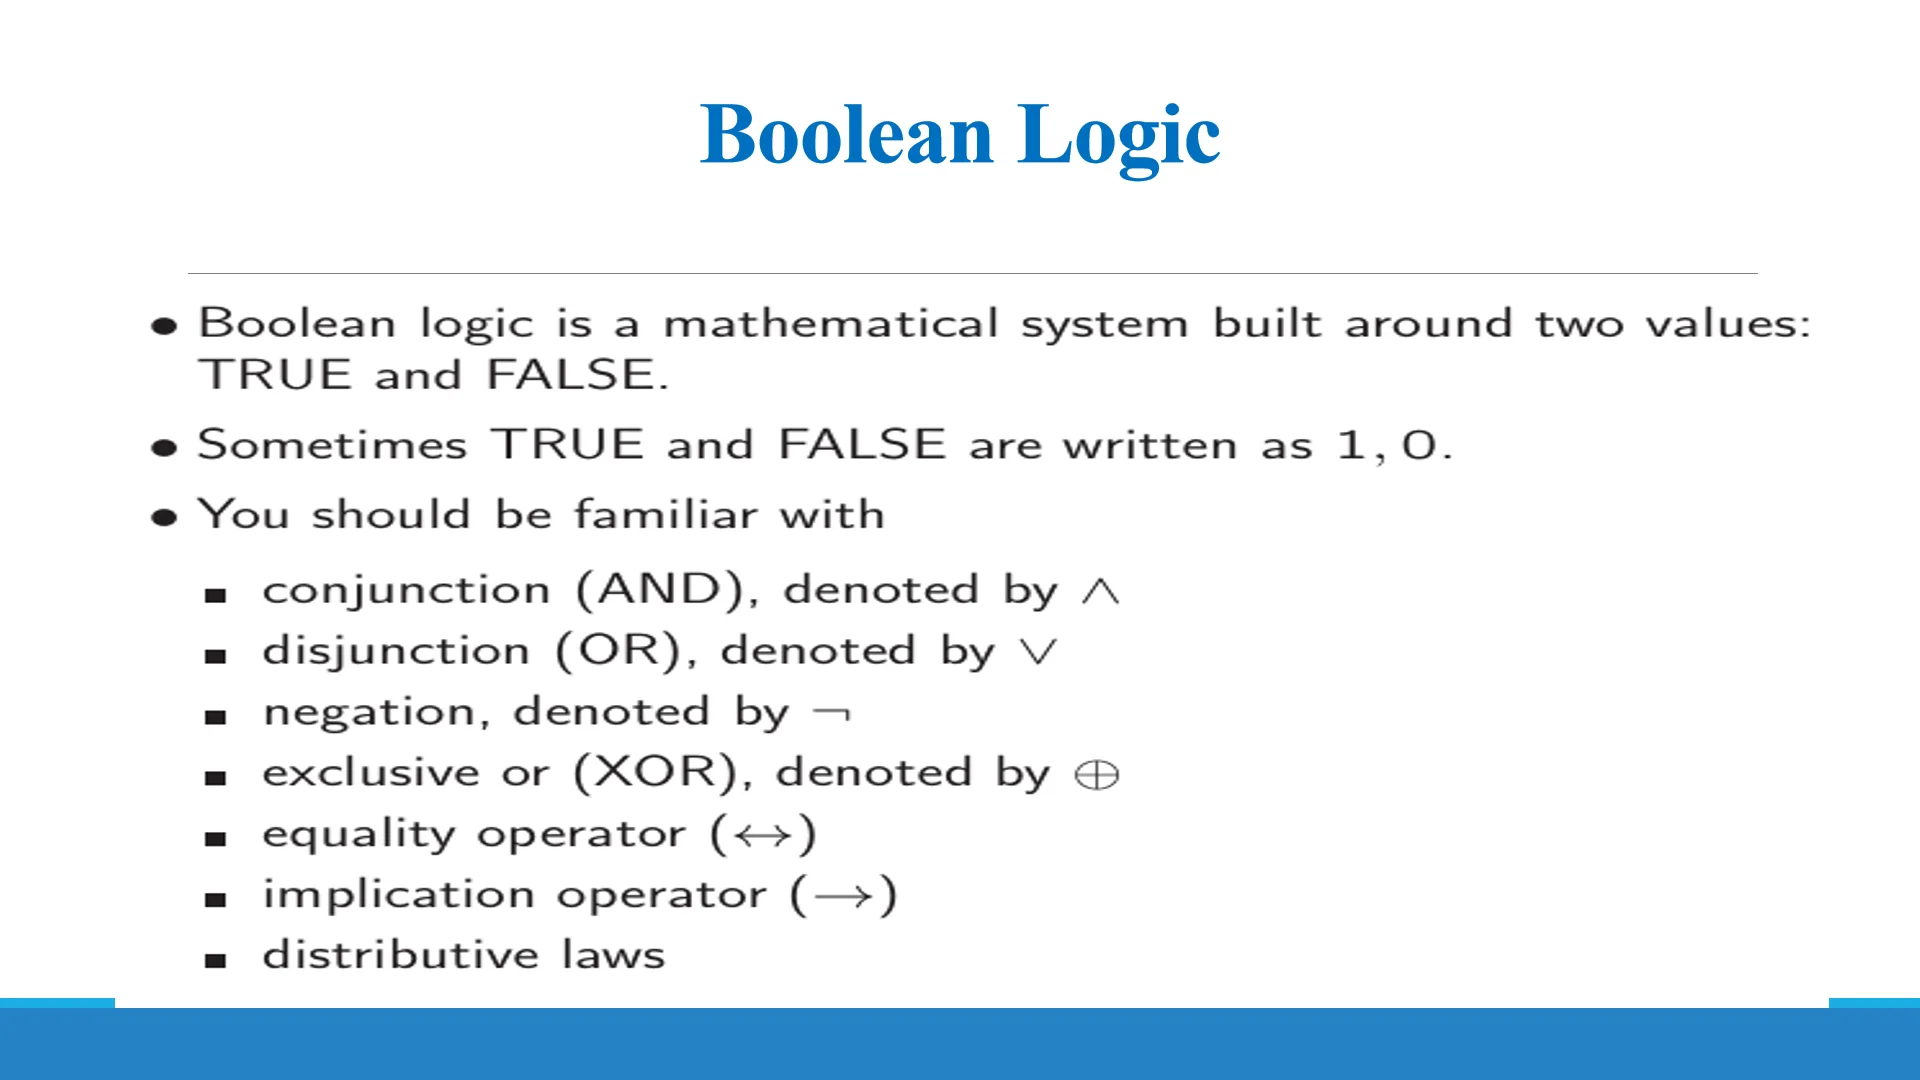 Boolean Logic
• Boolean logic is a mathematical system built around two values:
TRUE and FALSE.
• Sometimes TRUE and FALSE are written as 1, 0.
• You should be familiar with
▪ conjunction (AND), denoted by ∧
▪ disjunction (OR), denoted by ∨
▪ negation, denoted by ¬
▪ exclusive or (XOR), denoted by ⊕
▪ equality operator (↔)
▪ implication operator (→)
▪ distributive laws